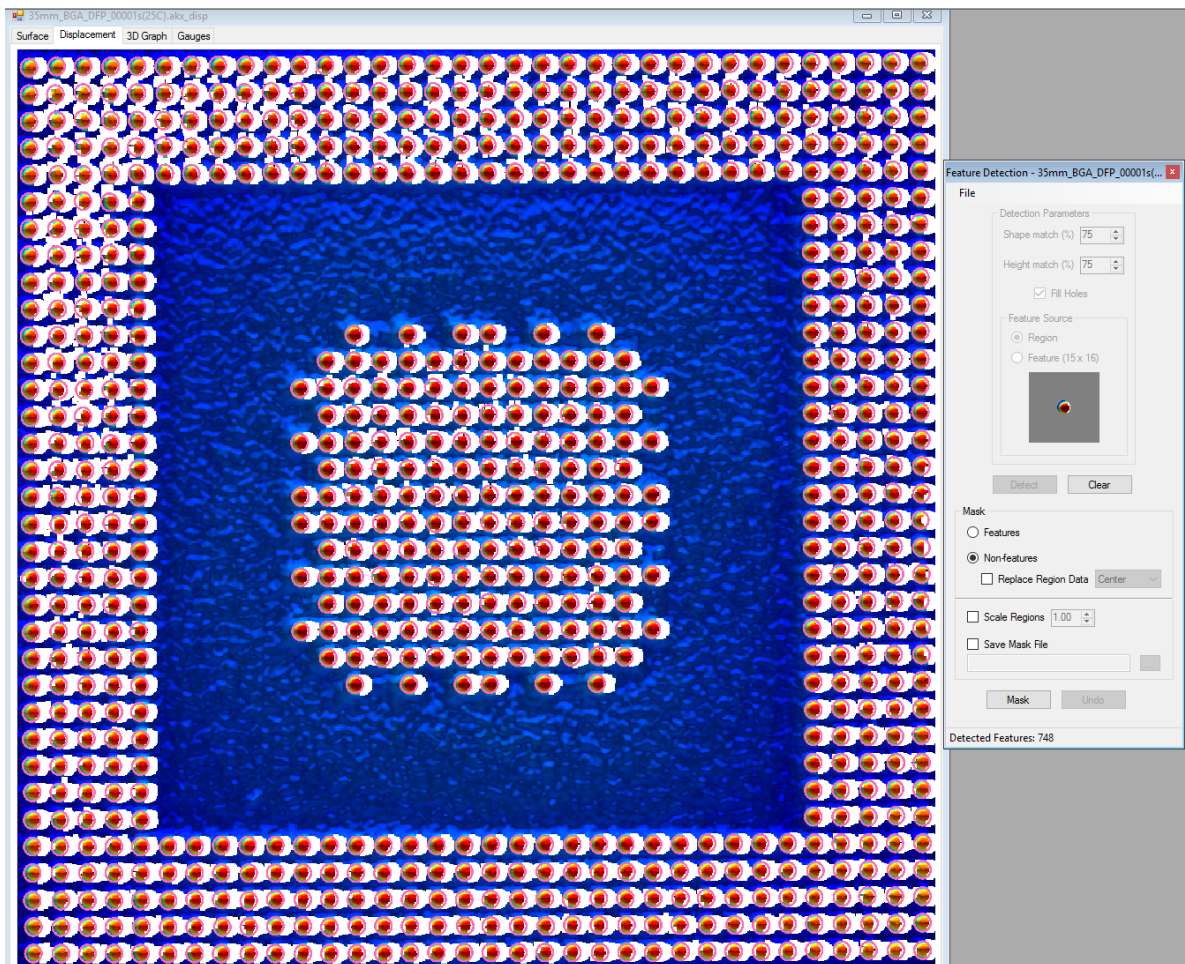 35mm_BGA_DFP_00001s(25C).akx_disp
Surface Displacement 3D Graph Gauges
Feature Detection - 35mm_BGA_DFP_00001s(...
File
Detection Parameters
Shape match (%) 75
Height match (%) 75
Fill Holes
Feature Source
Region
Feature (15 x 16)
Detect Clear
Mask
Features
Non-features
Replace Region Data Center
Scale Regions 1.00
Save Mask File
...
Mask Undo
Detected Features: 748